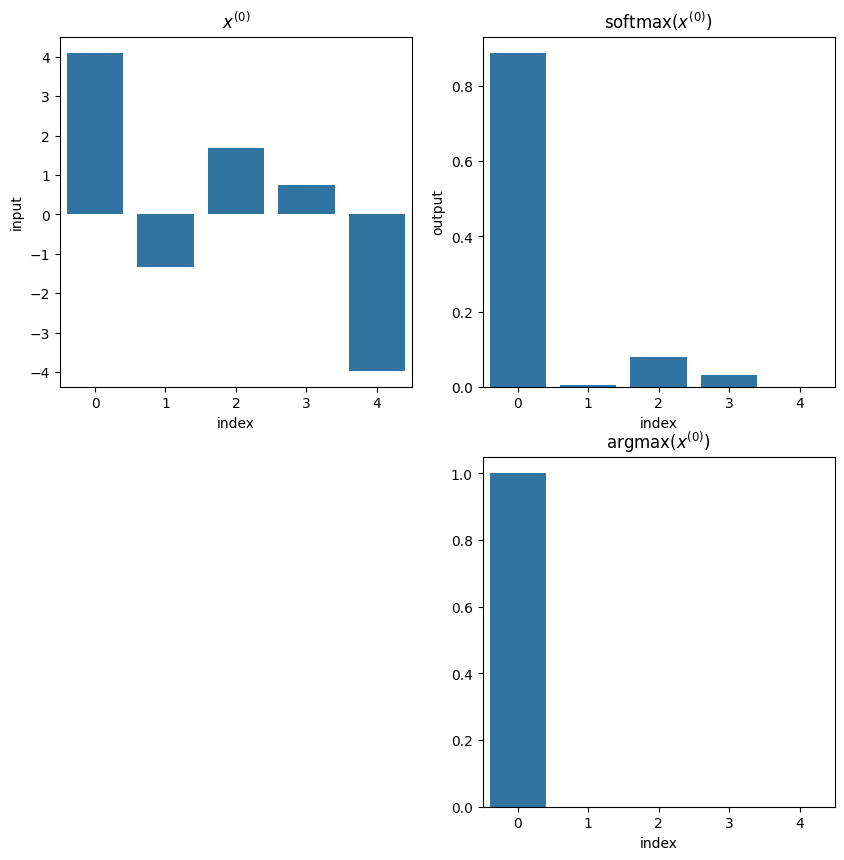 x^(0)
4
3
2
1
0
−1
−2
−3
−4
input
0 1 2 3 4
index
softmax(x^(0))
0.8
0.6
0.4
0.2
0.0
output
0 1 2 3 4
index
argmax(x^(0))
1.0
0.8
0.6
0.4
0.2
0.0
0 1 2 3 4
index